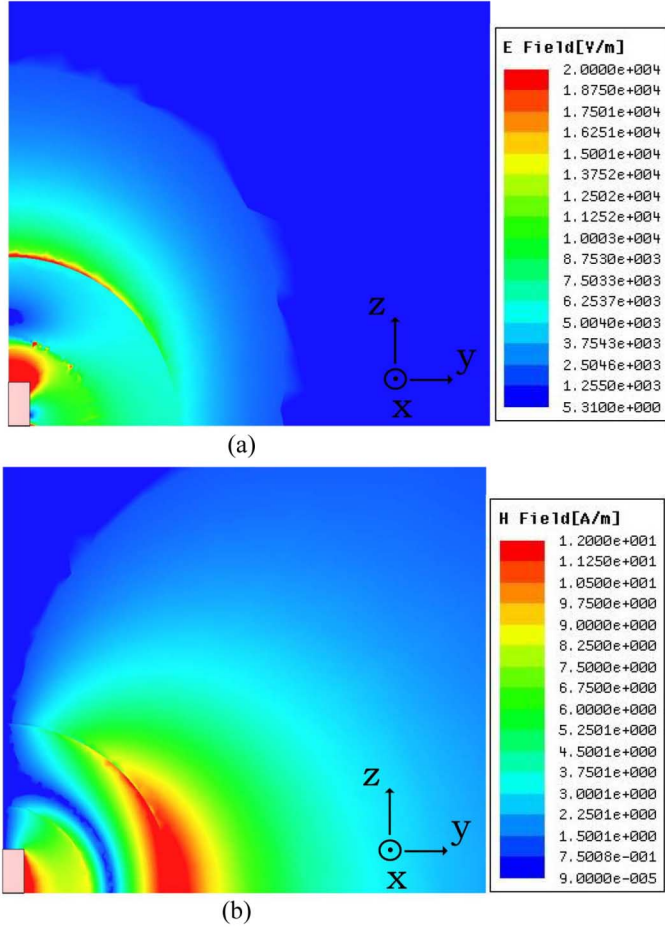 E Field[V/m]
2.0000e+004
1.8750e+004
1.7501e+004
1.6251e+004
1.5001e+004
1.3752e+004
1.2502e+004
1.1252e+004
1.0003e+004
8.7530e+003
7.5033e+003
6.2537e+003
5.0040e+003
3.7543e+003
2.5046e+003
1.2550e+003
5.3100e+000
z
y
x
(a)
H Field[A/m]
1.2000e+001
1.1250e+001
1.0500e+001
9.7500e+000
9.0000e+000
8.2500e+000
7.5000e+000
6.7500e+000
6.0000e+000
5.2501e+000
4.5001e+000
3.7501e+000
3.0001e+000
2.2501e+000
1.5001e+000
7.5008e-001
9.0000e-005
z
y
x
(b)